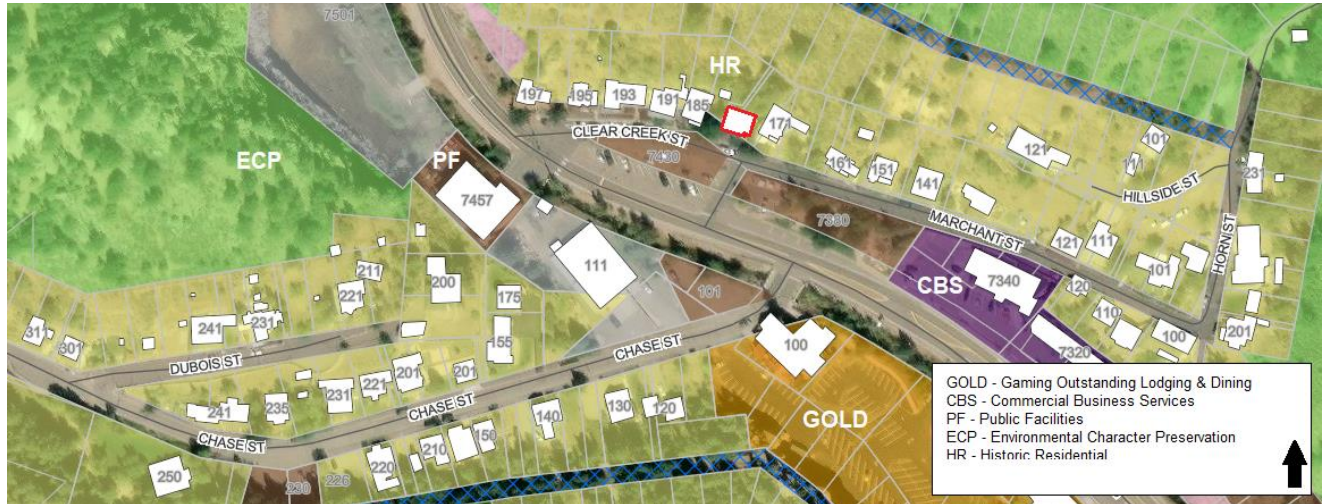 7501
HR
197
195
193
191
185
171
CLEAR CREEK ST
7430
ECP
PF
7457
161
151
141
121
101
111
HILLSIDE ST
231
HORN ST
7380
MARCHANT ST
111
CBS
7340
121
111
101
120
110
100
201
7320
101
211
200
221
175
231
241
311
301
155
DUBOIS ST
CHASE ST
100
201
201
221
231
235
241
CHASE ST
CHASE ST
140
130
120
150
210
220
250
230
226
GOLD
GOLD - Gaming Outstanding Lodging & Dining
CBS - Commercial Business Services
PF - Public Facilities
ECP - Environmental Character Preservation
HR - Historic Residential